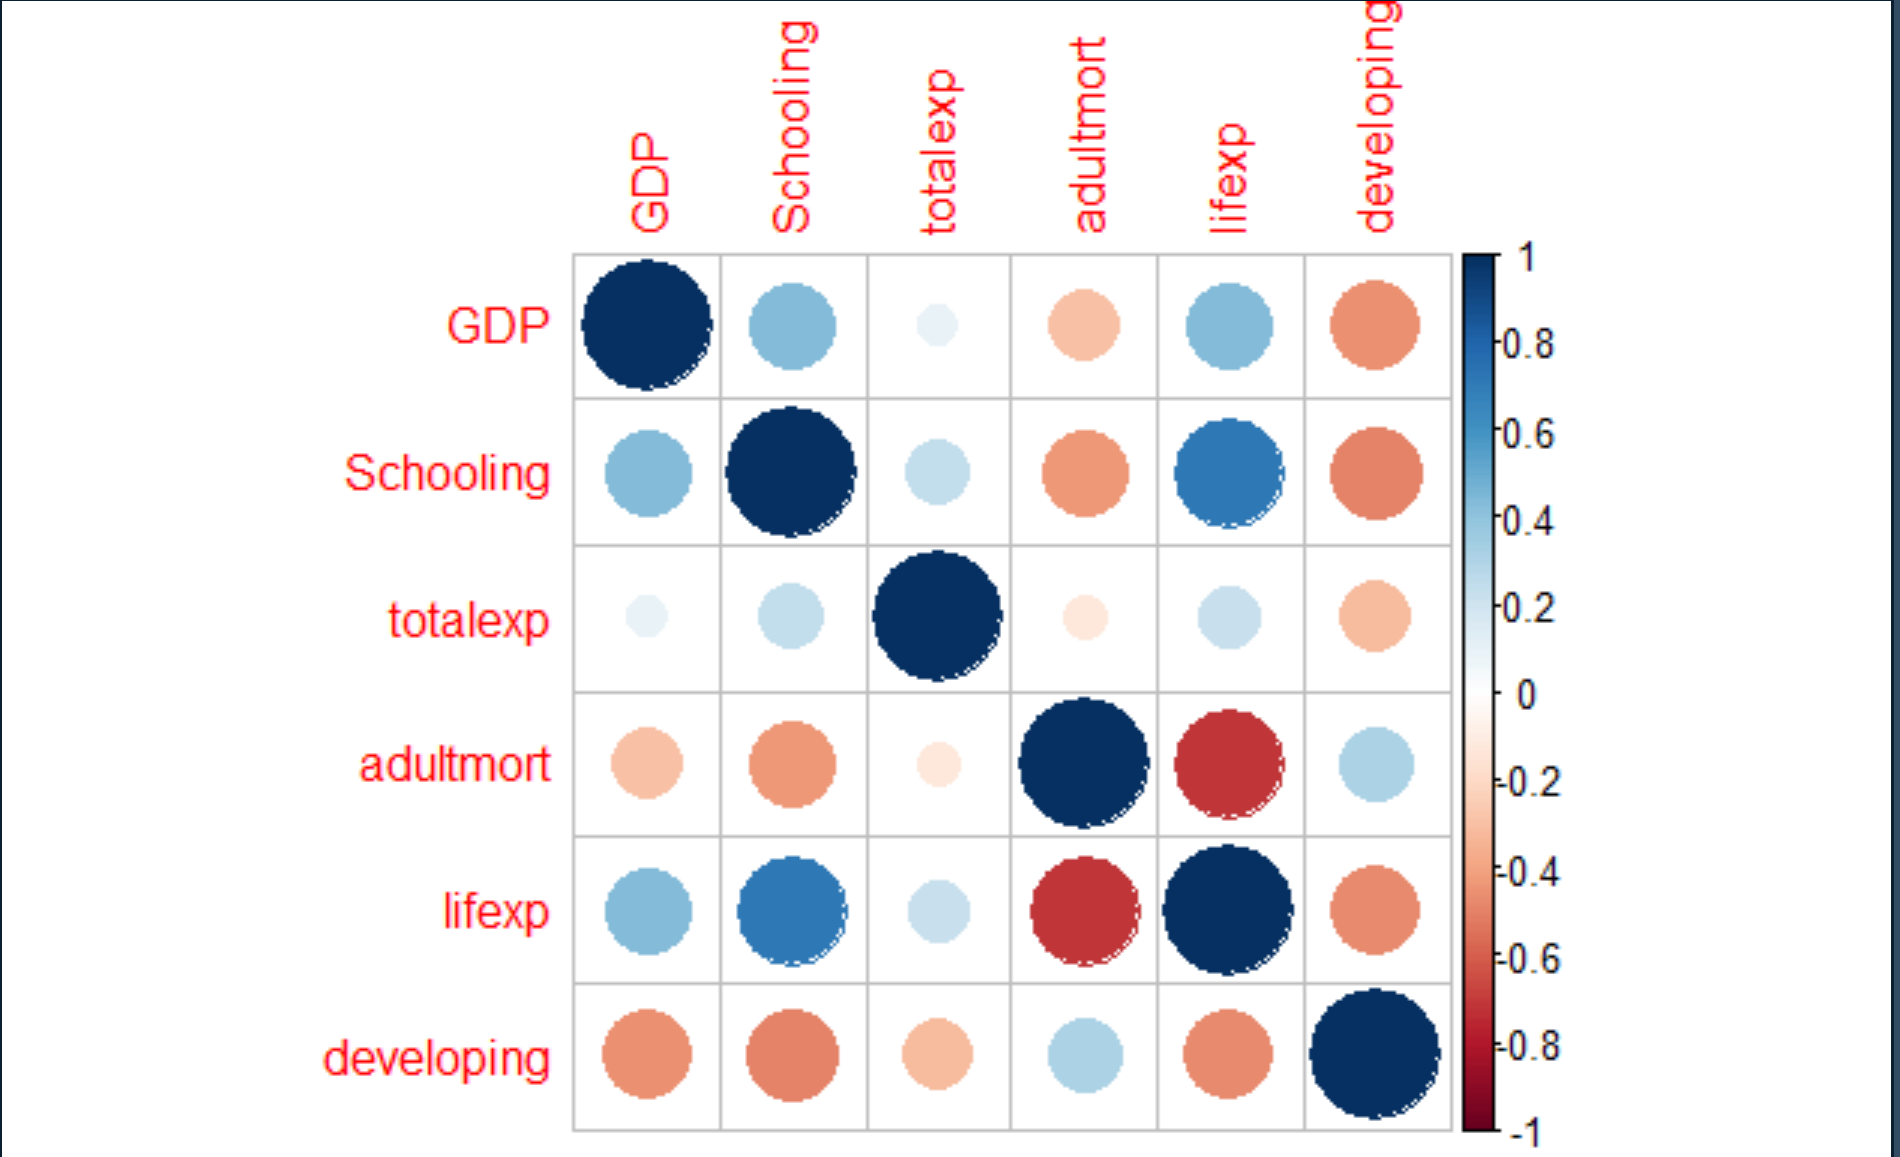 GDP
Schooling
totalexp
adultmort
lifexp
developing
GDP
Schooling
totalexp
adultmort
lifexp
developing
1
0.8
0.6
0.4
0.2
0
-0.2
-0.4
-0.6
-0.8
-1